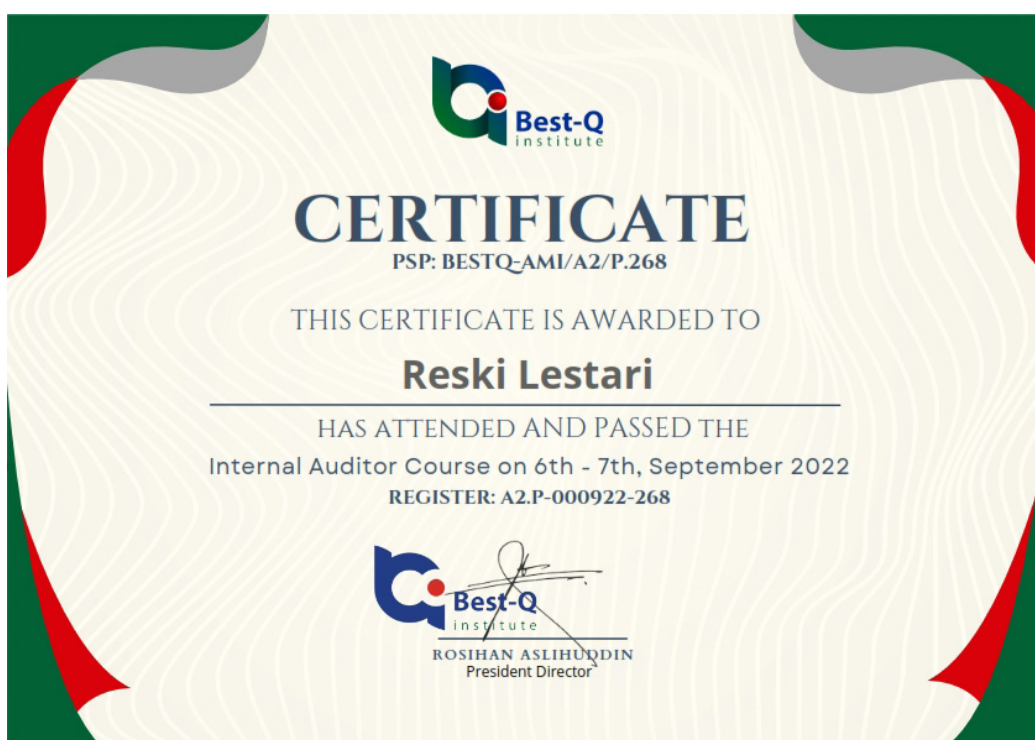 Best-Q
institute
CERTIFICATE
PSP: BESTQ-AMI/A2/P.268
THIS CERTIFICATE IS AWARDED TO
Reski Lestari
HAS ATTENDED AND PASSED THE
Internal Auditor Course on 6th - 7th, September 2022
REGISTER: A2.P-000922-268
Best-Q
institute
ROSIHAN ASLIHUDDIN
President Director